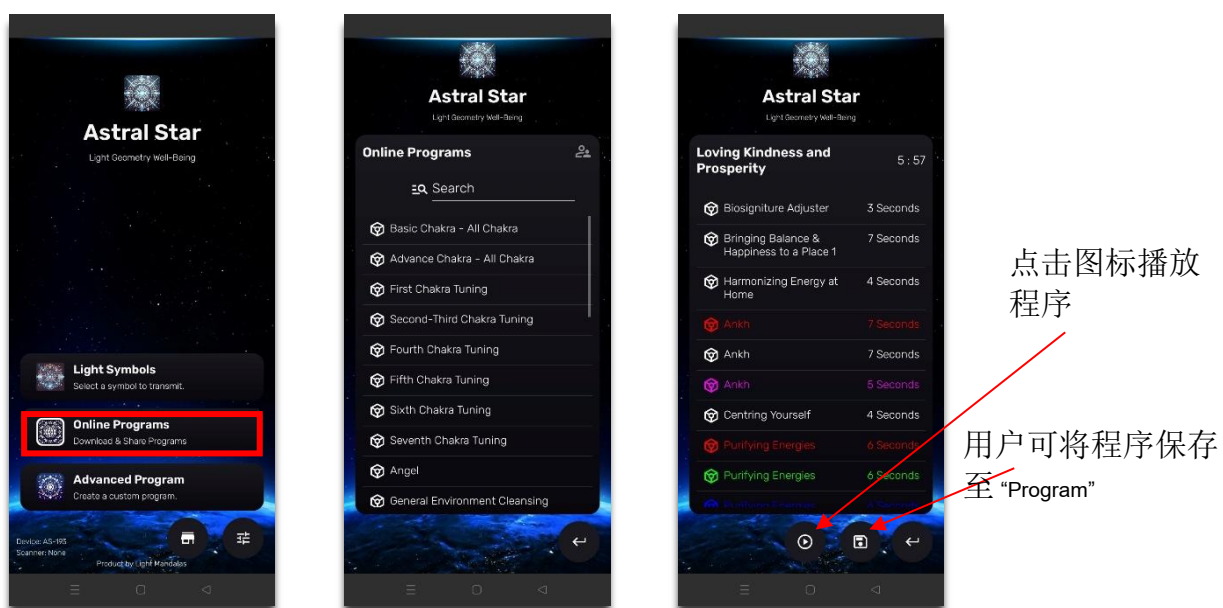 Astral Star
Light Geometry Well-Being
Light Symbols
Select a symbol to transmit.
Online Programs
Download & Share Programs
Advanced Program
Create a custom program.
Device: AS-193
Scanner: None
Product by Light Mandalas
Astral Star
Light Geometry Well-Being
Online Programs
Search
Basic Chakra - All Chakra
Advance Chakra - All Chakra
First Chakra Tuning
Second-Third Chakra Tuning
Fourth Chakra Tuning
Fifth Chakra Tuning
Sixth Chakra Tuning
Seventh Chakra Tuning
Angel
General Environment Cleansing
Astral Star
Light Geometry Well-Being
Loving Kindness and
Prosperity
5 : 57
Biosigniture Adjuster 3 Seconds
Bringing Balance & 7 Seconds
Happiness to a Place 1
Harmonizing Energy at 4 Seconds
Home
Ankh 7 Seconds
Ankh 7 Seconds
Ankh 5 Seconds
Centring Yourself 4 Seconds
Purifying Energies 6 Seconds
Purifying Energies 6 Seconds
点击图标播放
程序
用户可将程序保存
至 “Program”